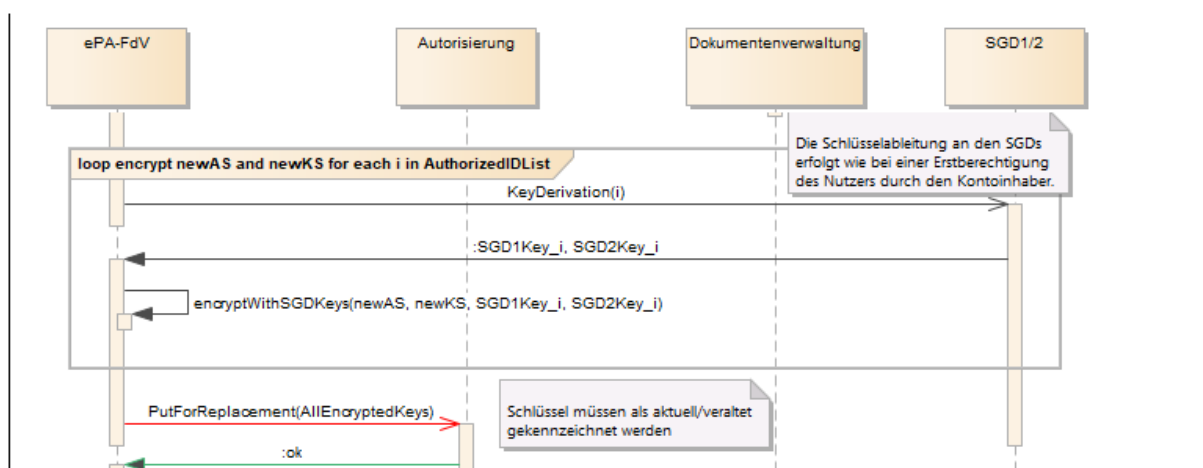 ePA-FdV
Autorisierung
Dokumentenverwaltung
SGD1/2
Die Schlüsselableitung an den SGDs
erfolgt wie bei einer Erstberechtigung
des Nutzers durch den Kontoinhaber.
loop encrypt newAS and newKS for each i in AuthorizedIDList
KeyDerivation(i)
:SGD1Key_i, SGD2Key_i
encryptWithSGDKeys(newAS, newKS, SGD1Key_i, SGD2Key_i)
PutForReplacement(AllEncryptedKeys)
Schlüssel müssen als aktuell/veraltet
gekennzeichnet werden
:ok